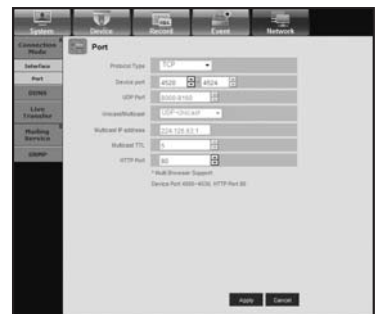 System Device Record Event Network
Connection Mode
Interface
Port
DDNS
Live Transfer
Mailing Service
SNMP
Port
Protocol Type TCP
Device port 4520 4524
UDP Port 8000-8160
Unicast/Multicast UDP-Unicast
Multicast IP address 224.126.63.1
Multicast TTL 5
HTTP Port 80
* Multi Browser Support:
Device Port 4000~4530, HTTP Port 80
Apply Cancel